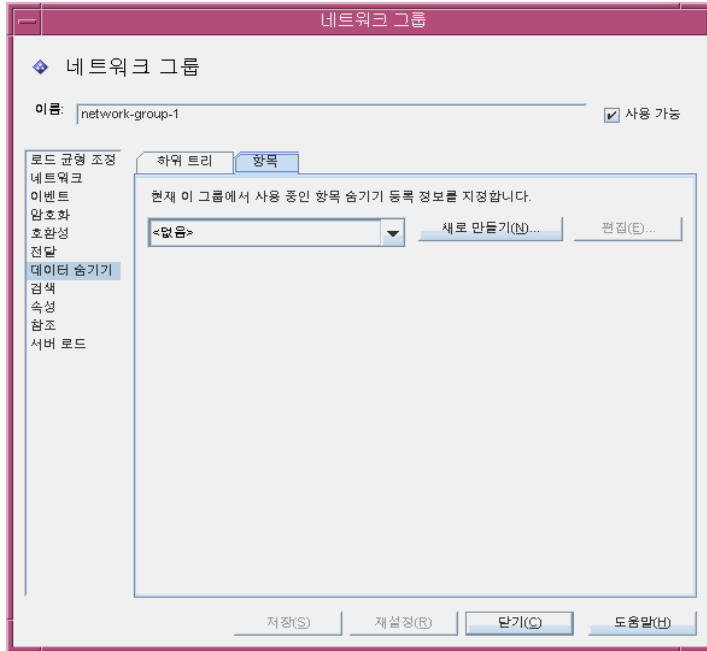 네트워크 그룹
네트워크 그룹
이름: network-group-1
사용 가능
로드 균형 조정
네트워크
이벤트
암호화
호환성
전달
데이터 숨기기
검색
속성
참조
서버 로드
하위 트리
항목
현재 이 그룹에서 사용 중인 항목 숨기기 등록 정보를 지정합니다.
<없음>
새로 만들기(N)...
편집(E)...
저장(S)
재설정(R)
닫기(C)
도움말(H)